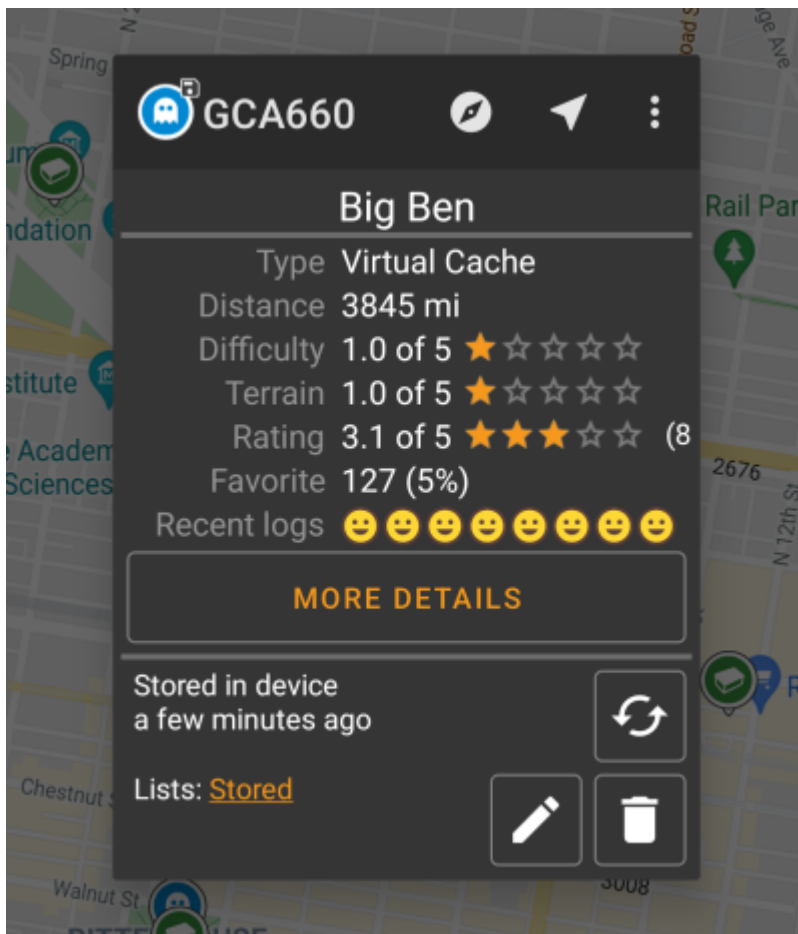 Spring
GCA660
Big Ben
Rail Par
ndation
Type Virtual Cache
Distance 3845 mi
Difficulty 1.0 of 5
Terrain 1.0 of 5
stitute
Rating 3.1 of 5 (8
Academ
Sciences
Favorite 127 (5%)
2676
Recent logs
N 12th St
MORE DETAILS
Stored in device
a few minutes ago
Lists: Stored
Chestnut
Walnut St
3008